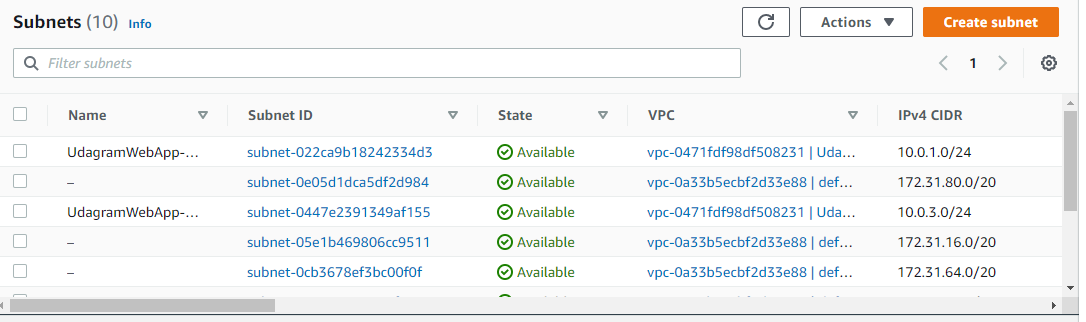 Subnets (10) Info Actions Create subnet
Filter subnets 1
Name Subnet ID State VPC IPv4 CIDR
UdagramWebApp-... subnet-022ca9b18242334d3 Available vpc-0471fdf98df508231 | Uda... 10.0.1.0/24
– subnet-0e05d1dca5df2d984 Available vpc-0a33b5ecbf2d33e88 | def... 172.31.80.0/20
UdagramWebApp-... subnet-0447e2391349af155 Available vpc-0471fdf98df508231 | Uda... 10.0.3.0/24
– subnet-05e1b469806cc9511 Available vpc-0a33b5ecbf2d33e88 | def... 172.31.16.0/20
– subnet-0cb3678ef3bc00f0f Available vpc-0a33b5ecbf2d33e88 | def... 172.31.64.0/20